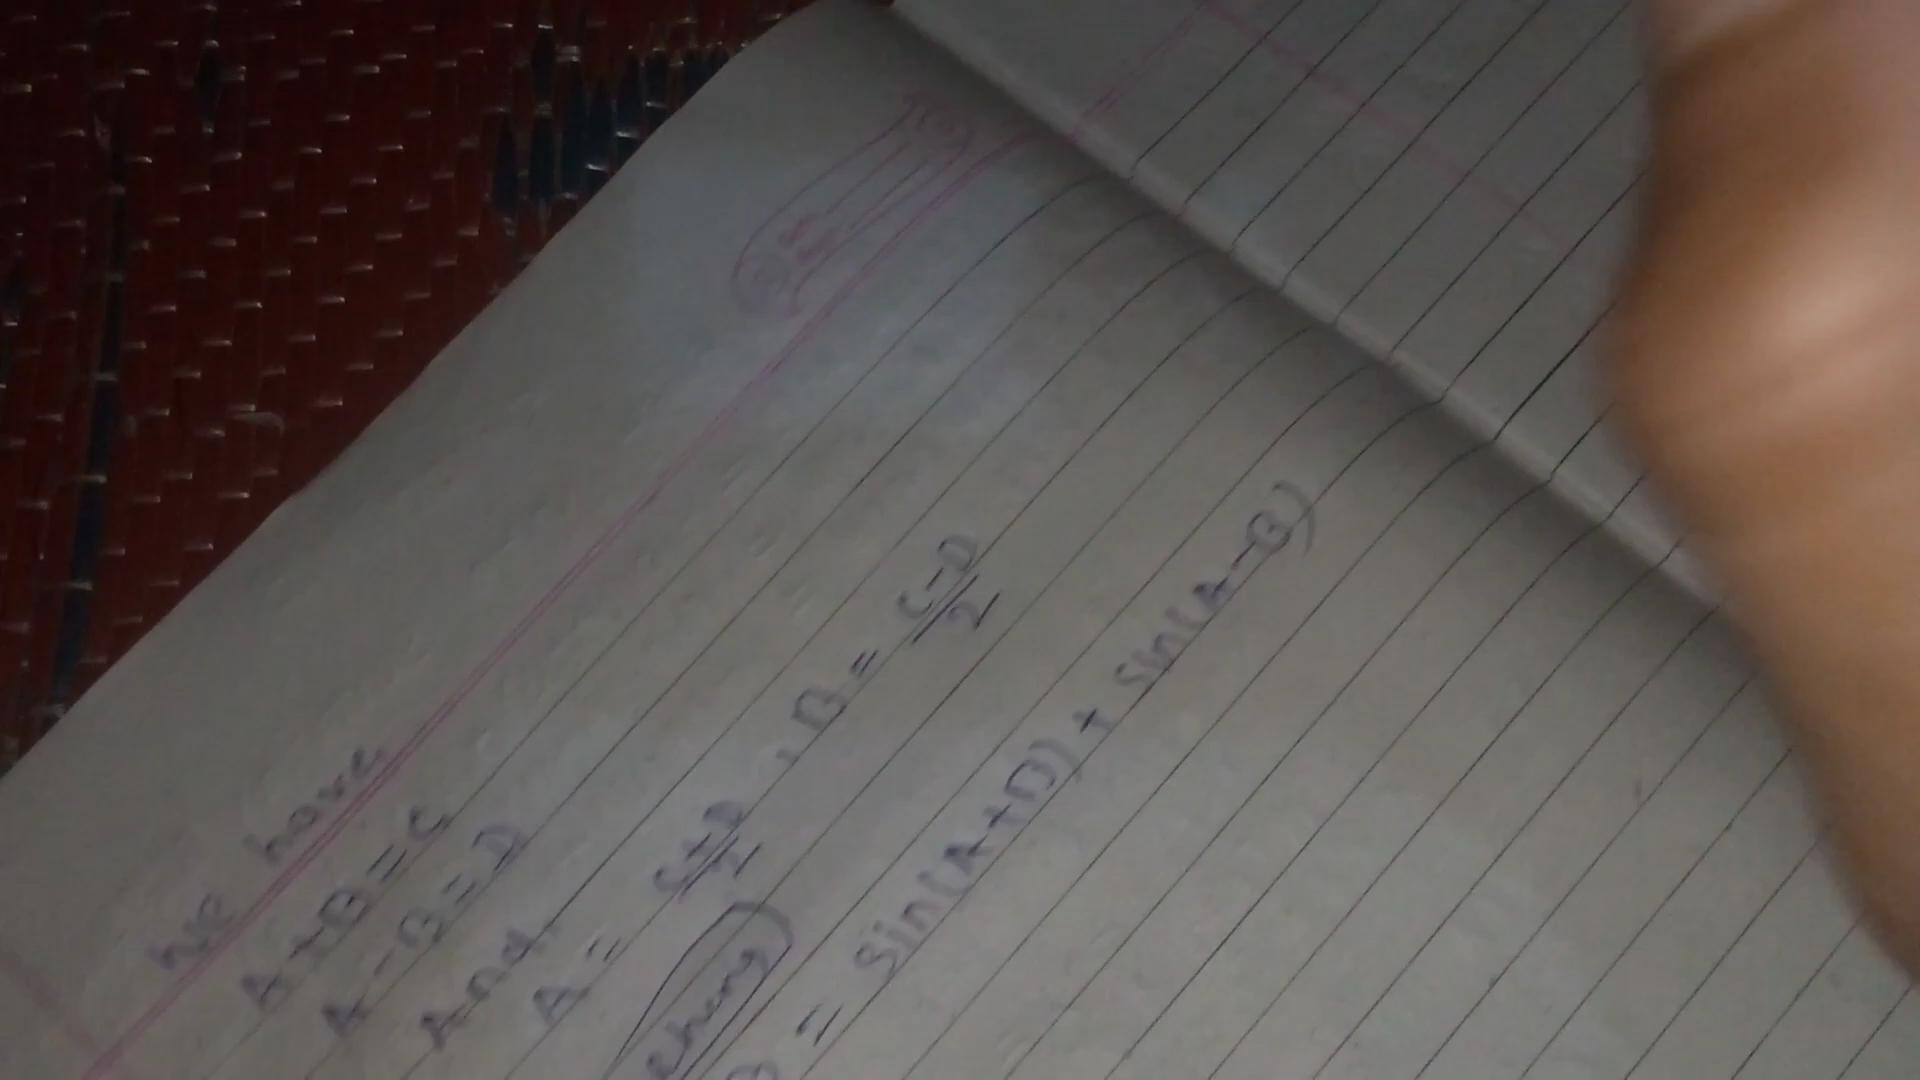 we have
A+B=C
A-B=D
And,
A = C+D/2 , B = C-D/2
= Sin(A+B) + Sin(A-B)